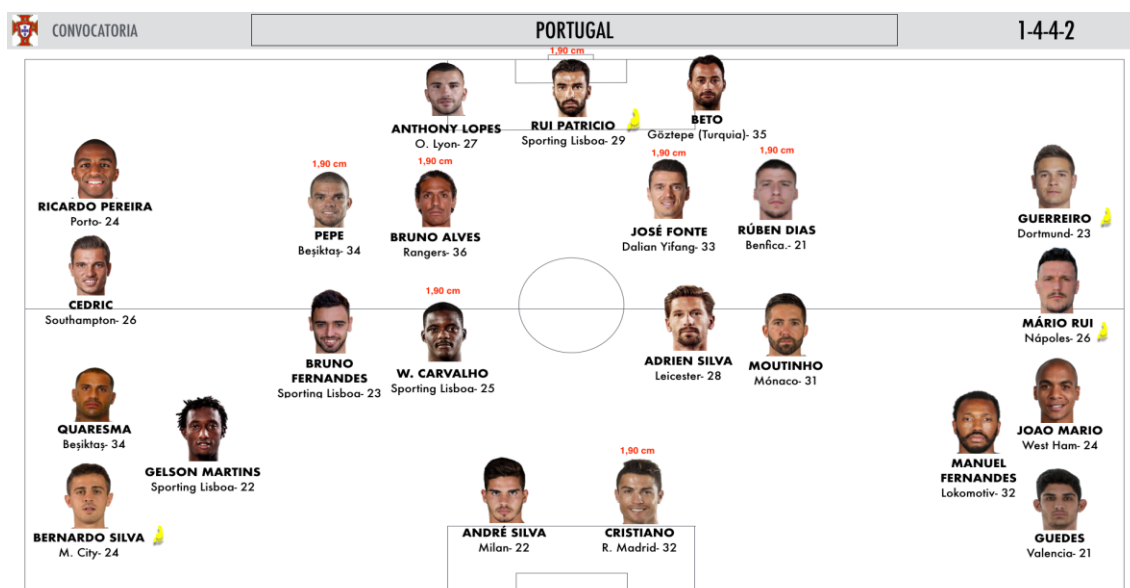 CONVOCATORIA
PORTUGAL
1-4-4-2
1,90 cm
ANTHONY LOPES
O. Lyon- 27
RUI PATRICIO
Sporting Lisboa- 29
BETO
Göztepe (Turquia)- 35
RICARDO PEREIRA
Porto- 24
1,90 cm
PEPE
Beşiktaş- 34
1,90 cm
BRUNO ALVES
Rangers- 36
1,90 cm
JOSÉ FONTE
Dalian Yifang- 33
1,90 cm
RÚBEN DIAS
Benfica.- 21
GUERREIRO
Dortmund- 23
CEDRIC
Southampton- 26
BRUNO
FERNANDES
Sporting Lisboa- 23
1,90 cm
W. CARVALHO
Sporting Lisboa- 25
ADRIEN SILVA
Leicester- 28
MOUTINHO
Mónaco- 31
MÁRIO RUI
Nápoles- 26
QUARESMA
Beşiktaş- 34
GELSON MARTINS
Sporting Lisboa- 22
BERNARDO SILVA
M. City- 24
ANDRÉ SILVA
Milan- 22
1,90 cm
CRISTIANO
R. Madrid- 32
MANUEL
FERNANDES
Lokomotiv- 32
JOAO MARIO
West Ham- 24
GUEDES
Valencia- 21